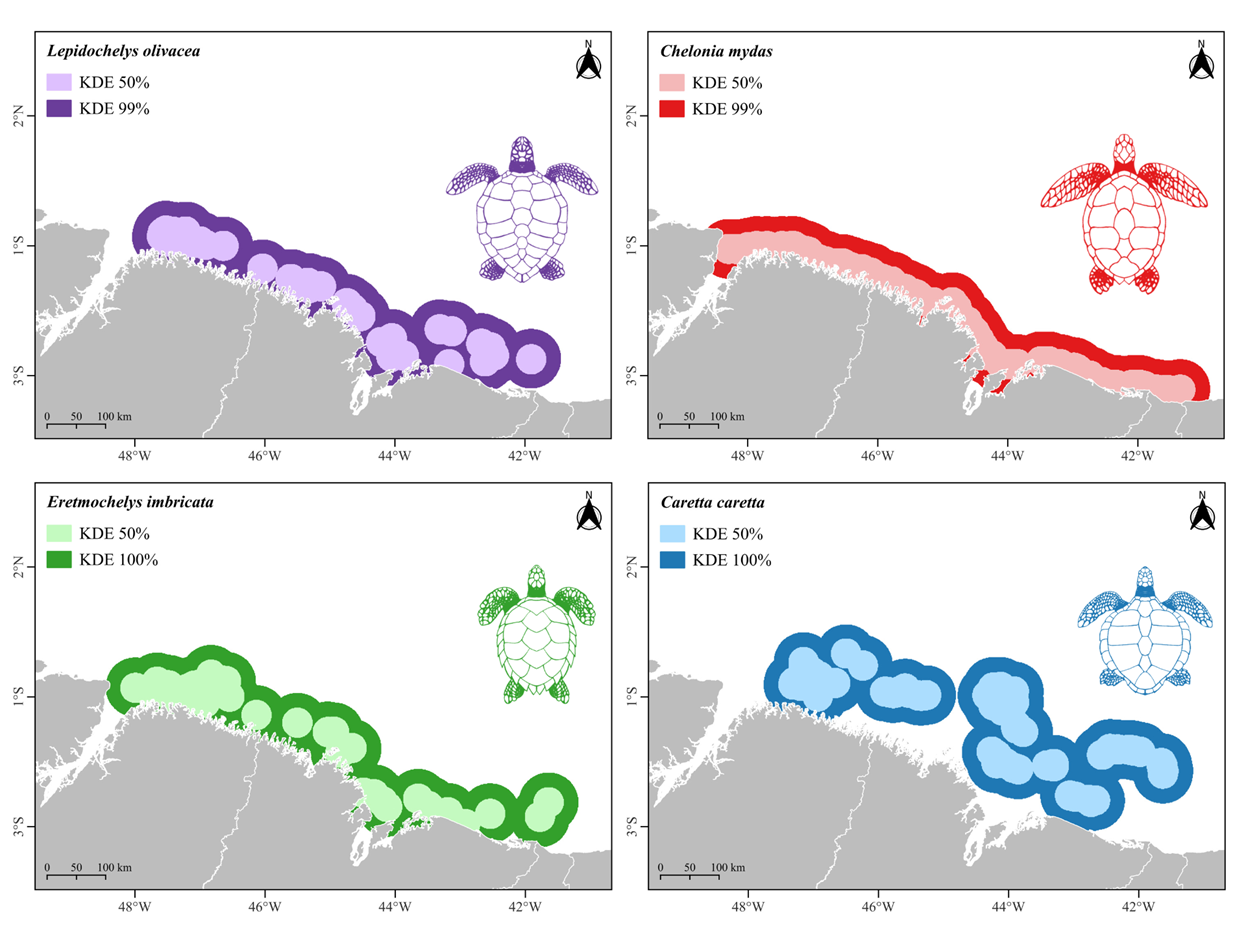 Lepidochelys olivacea
KDE 50%
KDE 99%
N
2°N
1°S
3°S
0 50 100 km
48°W 46°W 44°W 42°W
Chelonia mydas
KDE 50%
KDE 99%
N
2°N
1°S
3°S
0 50 100 km
48°W 46°W 44°W 42°W
Eretmochelys imbricata
KDE 50%
KDE 100%
N
2°N
1°S
3°S
0 50 100 km
48°W 46°W 44°W 42°W
Caretta caretta
KDE 50%
KDE 100%
N
2°N
1°S
3°S
0 50 100 km
48°W 46°W 44°W 42°W